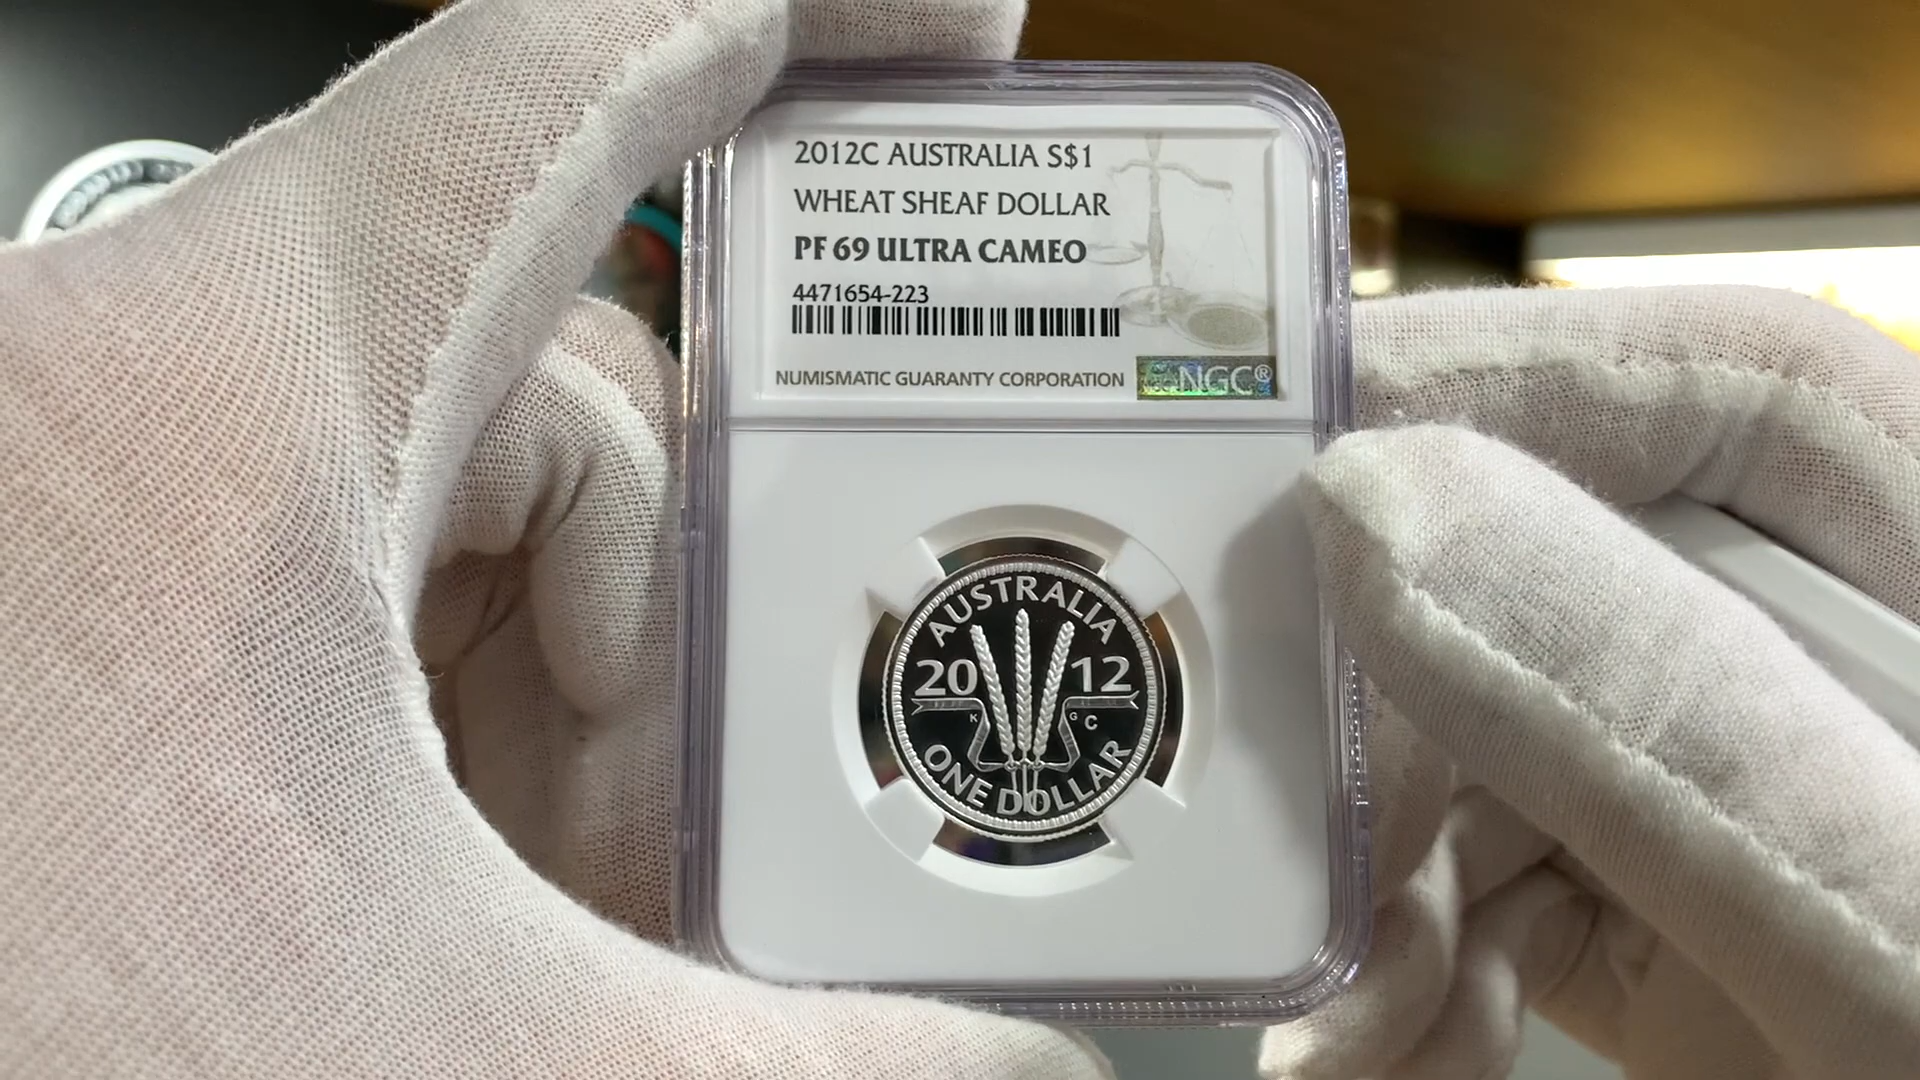 2012C AUSTRALIA S$1
WHEAT SHEAF DOLLAR
PF 69 ULTRA CAMEO
4471654-223
NUMISMATIC GUARANTY CORPORATION
NGC®
AUSTRALIA
20 12
K G C
ONE DOLLAR